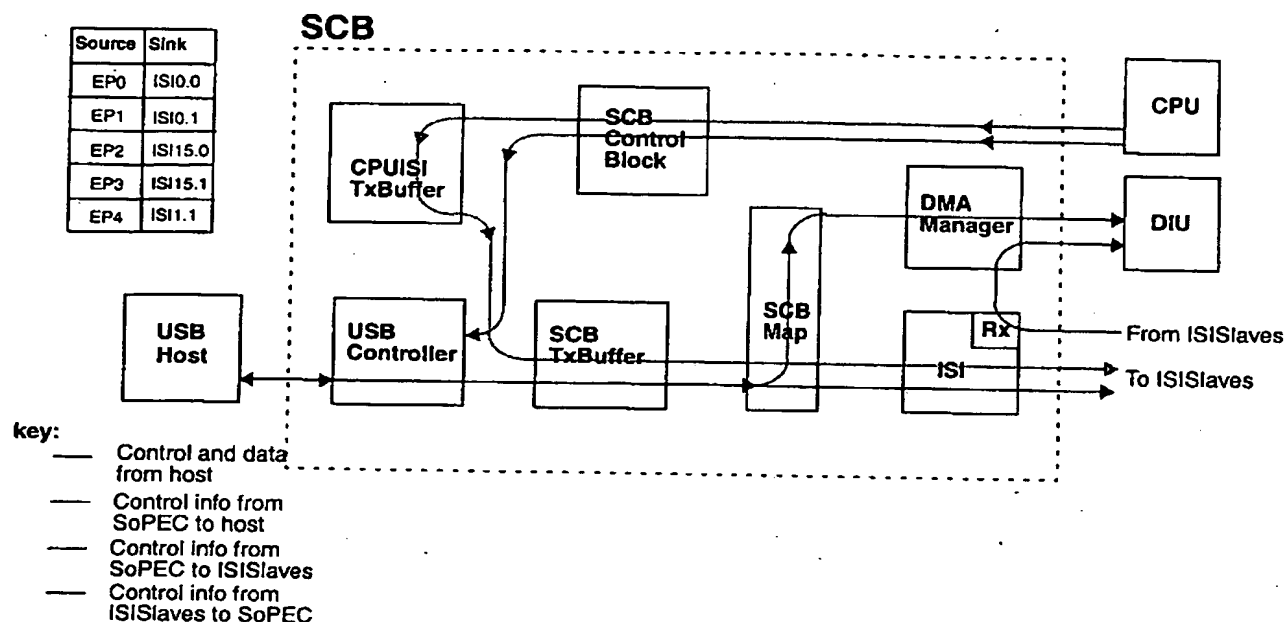 SCB
Source Sink
EP0 ISI0.0
EP1 ISI0.1
EP2 ISI15.0
EP3 ISI15.1
EP4 ISI1.1
CPUISI
TxBuffer
SCB
Control
Block
CPU
DMA
Manager
DIU
USB
Host
USB
Controller
SCB
TxBuffer
SCB
Map
Rx
ISI
From ISISlaves
To ISISlaves
key:
Control and data
from host
Control info from
SoPEC to host
Control info from
SoPEC to ISISlaves
Control info from
ISISlaves to SoPEC